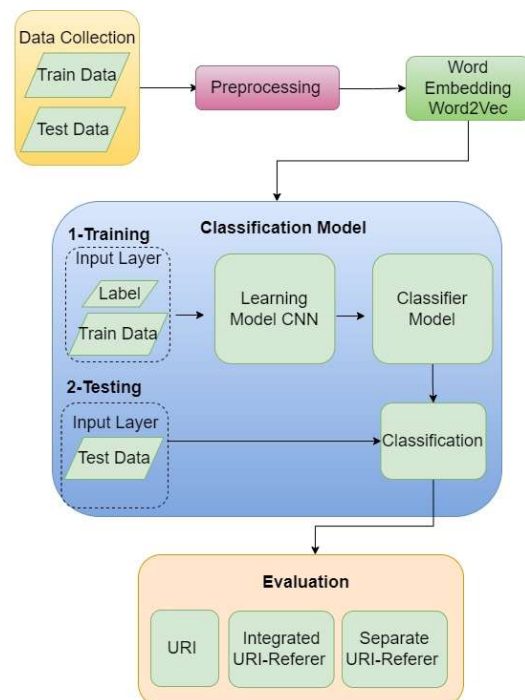 Data Collection
Train Data
Test Data
Preprocessing
Word
Embedding
Word2Vec
Classification Model
1-Training
Input Layer
Label
Train Data
Learning
Model CNN
Classifier
Model
2-Testing
Input Layer
Test Data
Classification
Evaluation
URI
Integrated
URI-Referer
Separate
URI-Referer